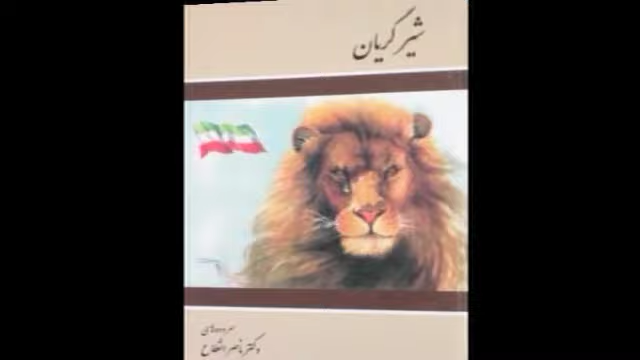 شیر گریان
سروده‌های
دکتر ناصر انقطاع